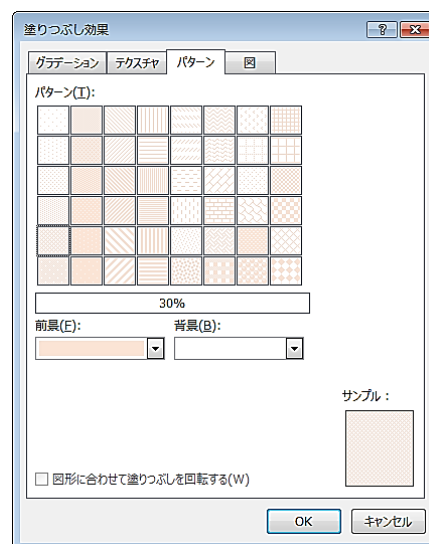 塗りつぶし効果
グラデーション テクスチャ パターン 図
パターン(T):
30%
前景(F): 背景(B):
サンプル：
図形に合わせて塗りつぶしを回転する(W)
OK キャンセル